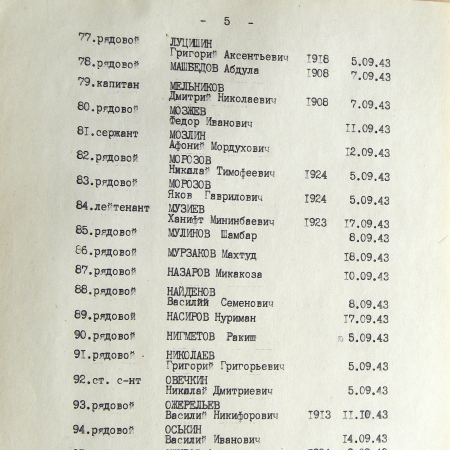 - 5 -
77.рядовой ЛУЦИШИН
Григорий Аксентьевич 1918 5.09.43
78.рядовой МАШБЕДОВ Абдула 1908 7.09.43
79.капитан МЕЛЬНИКОВ
Дмитрий Николаевич 1908 7.09.43
80.рядовой МОЗЖЕВ
Федор Иванович 11.09.43
81.сержант МОЗЛИН
Афоний Мордухович 12.09.43
82.рядовой МОРОЗОВ
Николай Тимофеевич 1924 5.09.43
83.рядовой МОРОЗОВ
Яков Гаврилович 1924 5.09.43
84.лейтенант МУЗИЕВ
Ханифт Мининбаевич 1923 17.09.43
85.рядовой МУЛИНОВ Шамбар 8.09.43
86.рядовой МУРЗАКОВ Махтуд 18.09.43
87.рядовой НАЗАРОВ Микакоза 10.09.43
88.рядовой НАЙДЕНОВ
Василий Семенович 8.09.43
89.рядовой НАСИРОВ Нуриман 17.09.43
90.рядовой НИГМЕТОВ Ракиш 5.09.43
91.рядовой НИКОЛАЕВ
Григорий Григорьевич 5.09.43
92.ст. с-нт ОВЕЧКИН
Николай Дмитриевич 5.09.43
93.рядовой ОЖЕРЕЛЬЕВ
Василий Никифорович 1913 11.10.43
94.рядовой ОСЬКИН
Василий Иванович 14.09.43